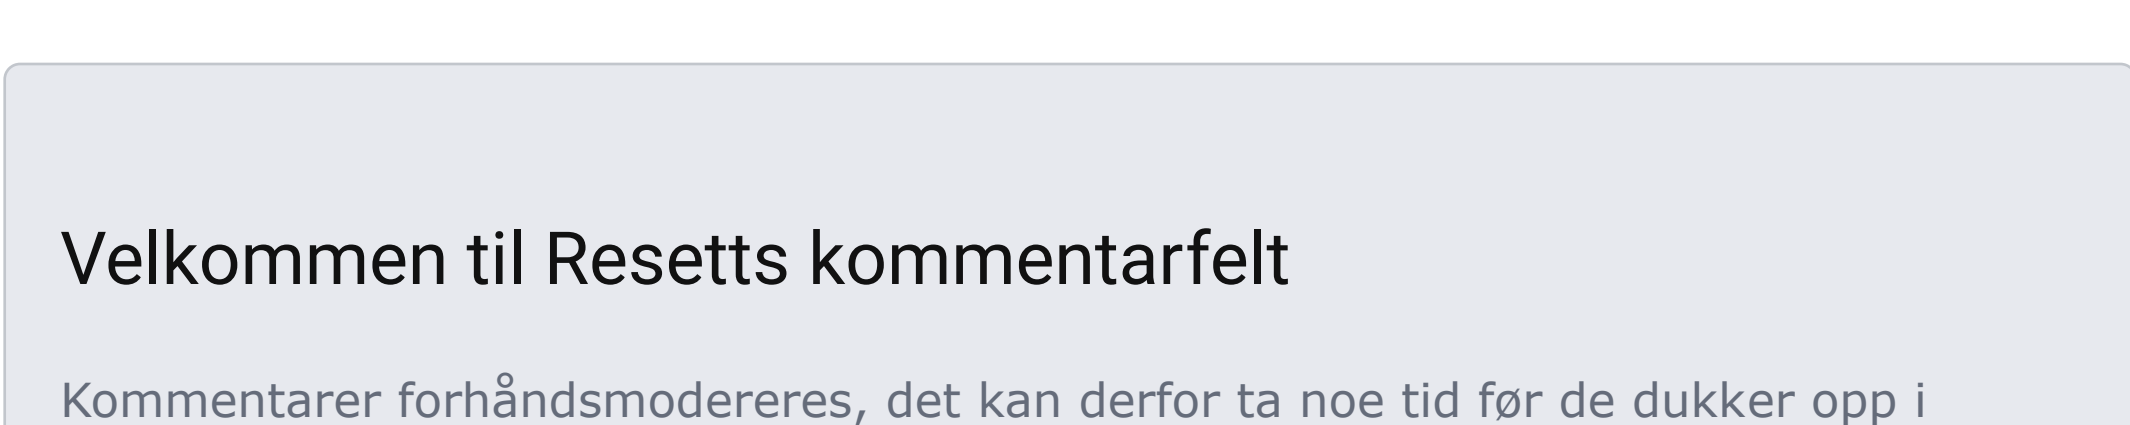 Velkommen til Resetts kommentarfelt
Kommentarer forhåndsmodereres, det kan derfor ta noe tid før de dukker opp i